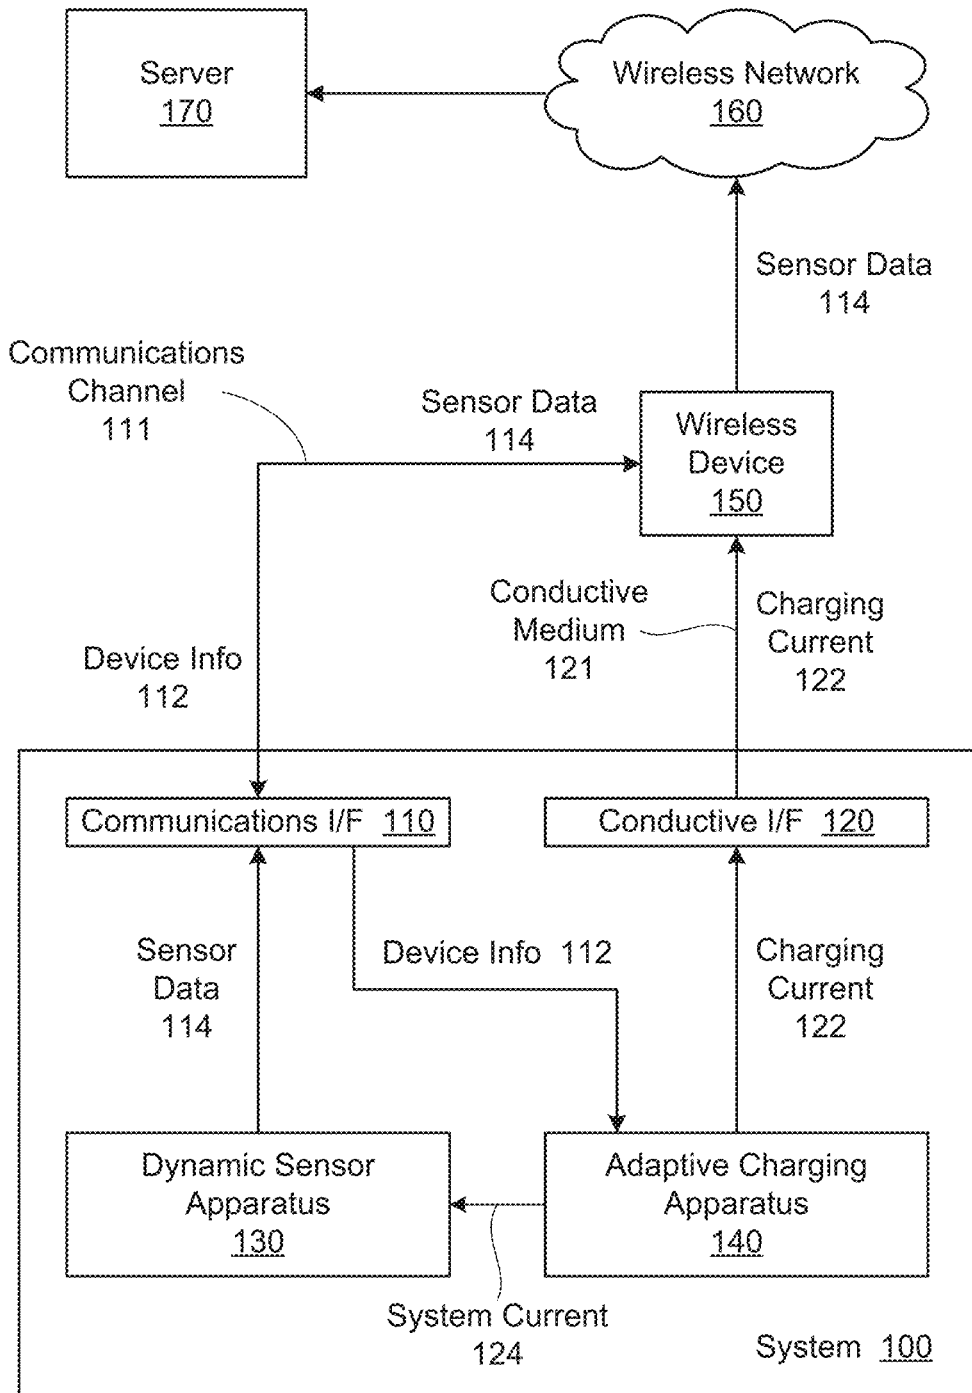 Server
170
Wireless Network
160
Sensor Data
114
Communications
Channel
111
Sensor Data
114
Wireless
Device
150
Conductive
Medium
121
Charging
Current
122
Device Info
112
Communications I/F 110
Conductive I/F 120
Sensor
Data
114
Device Info 112
Charging
Current
122
Dynamic Sensor
Apparatus
130
Adaptive Charging
Apparatus
140
System Current
124
System 100